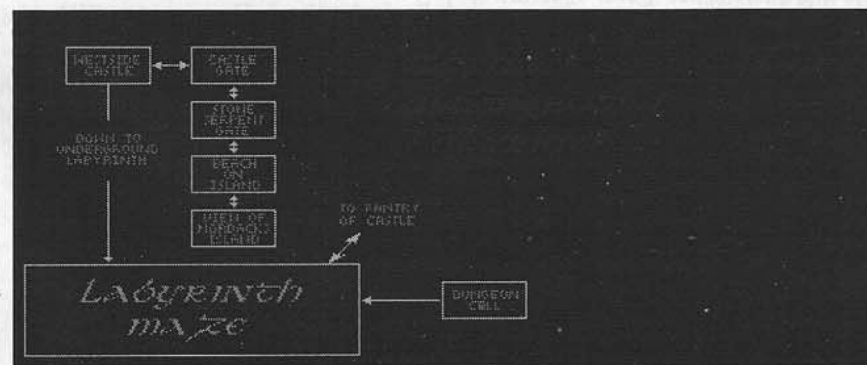 WESTSIDE
CASTLE
CASTLE
GATE
STONE
SERPENT
GATE
DOWN TO
UNDERGROUND
LABYRINTH
BEACH
ON
ISLAND
VIEW OF
MORDACKS
ISLAND
TO PANTRY
OF CASTLE
LAbyRINTh
MAZE
DUNGEON
CELL